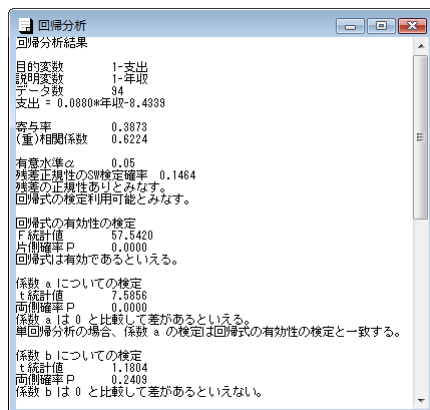 回帰分析
回帰分析結果
目的変数 1-支出
説明変数 1-年収
データ数 94
支出 = 0.0880*年収-8.4339
寄与率 0.3873
(重)相関係数 0.6224
有意水準α 0.05
残差正規性のSW検定確率 0.1464
残差の正規性ありとみなす。
回帰式の検定利用可能とみなす。
回帰式の有効性の検定
F統計値 57.5420
片側確率P 0.0000
回帰式は有効であるといえる。
係数 a についての検定
t統計値 7.5856
両側確率P 0.0000
係数 a は 0 と比較して差があるといえる。
単回帰分析の場合、係数 a の検定は回帰式の有効性の検定と一致する。
係数 b についての検定
t統計値 1.1804
両側確率P 0.2409
係数 b は 0 と比較して差があるといえない。